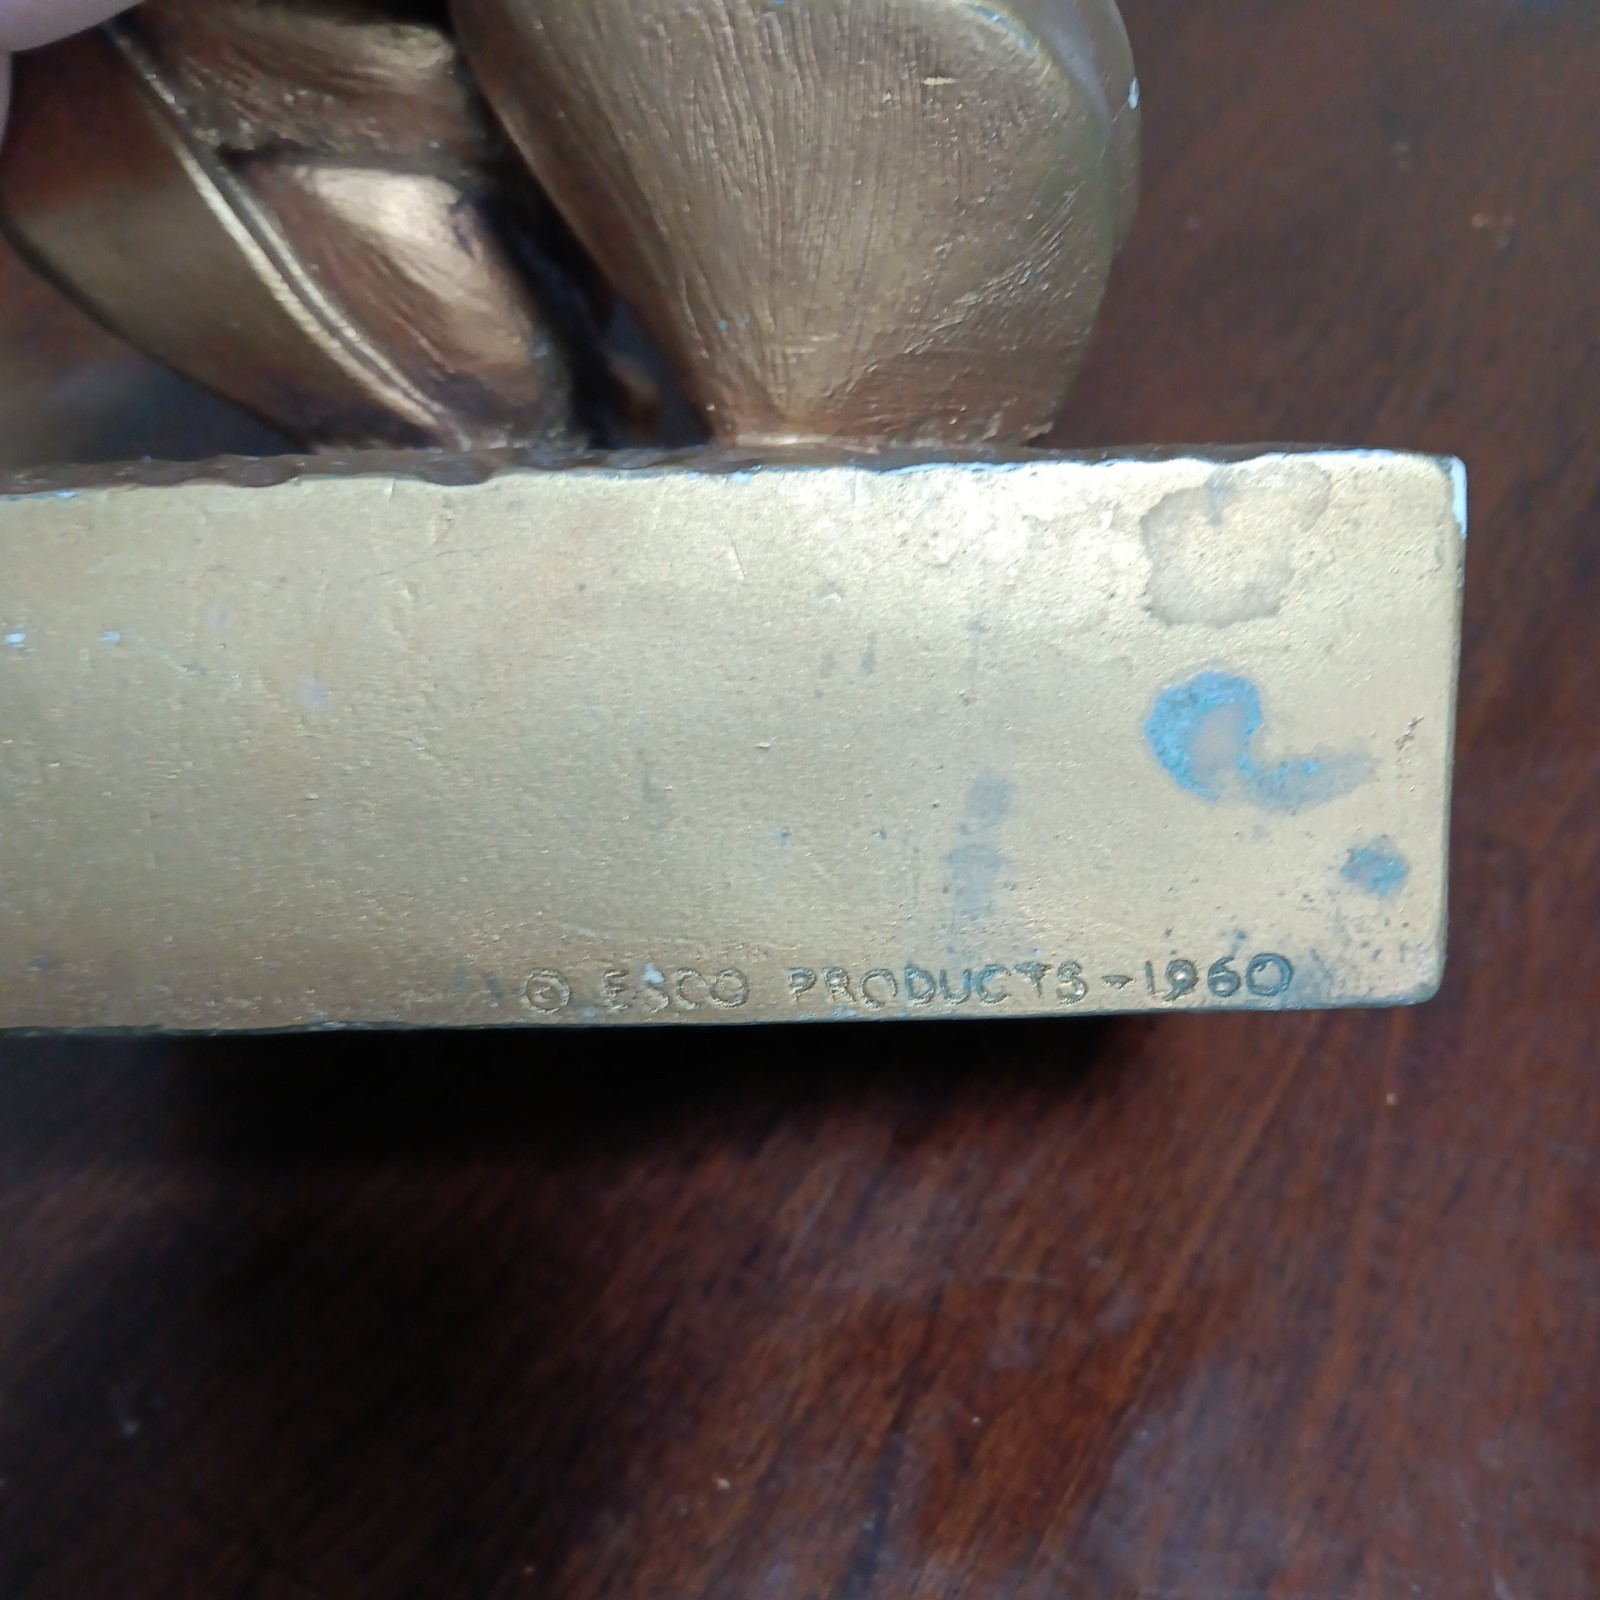 © ESCO PRODUCTS - 1960